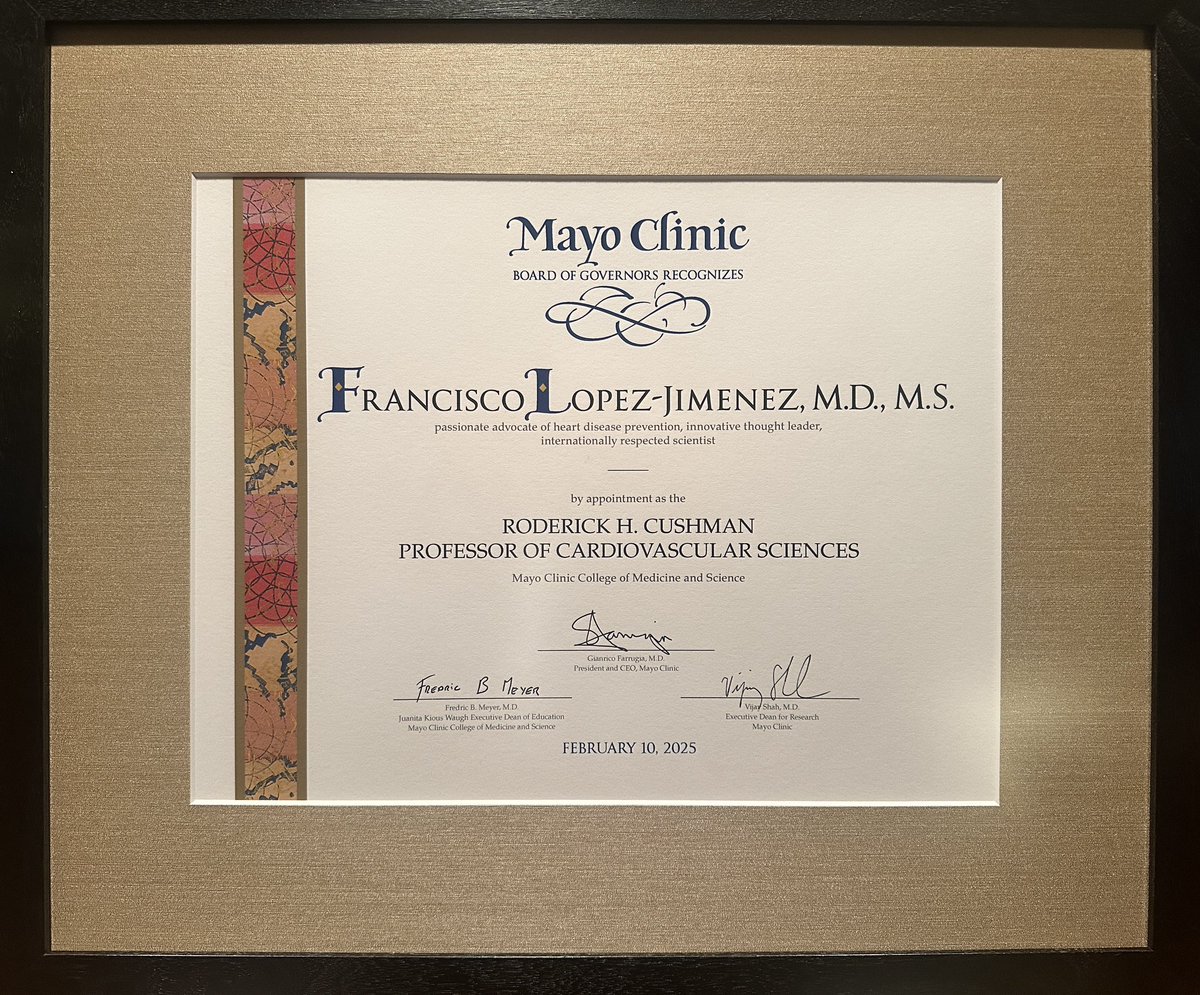 Mayo Clinic
BOARD OF GOVERNORS RECOGNIZES
FRANCISCO LOPEZ-JIMENEZ, M.D., M.S.
passionate advocate of heart disease prevention, innovative thought leader,
internationally respected scientist
by appointment as the
RODERICK H. CUSHMAN
PROFESSOR OF CARDIOVASCULAR SCIENCES
Mayo Clinic College of Medicine and Science
Gianrico Farrugia, M.D.
President and CEO, Mayo Clinic
FREDRIC B MEYER
Fredric B. Meyer, M.D.
Juanita Kious Waugh Executive Dean of Education
Mayo Clinic College of Medicine and Science
Vijay Shah, M.D.
Executive Dean for Research
Mayo Clinic
FEBRUARY 10, 2025